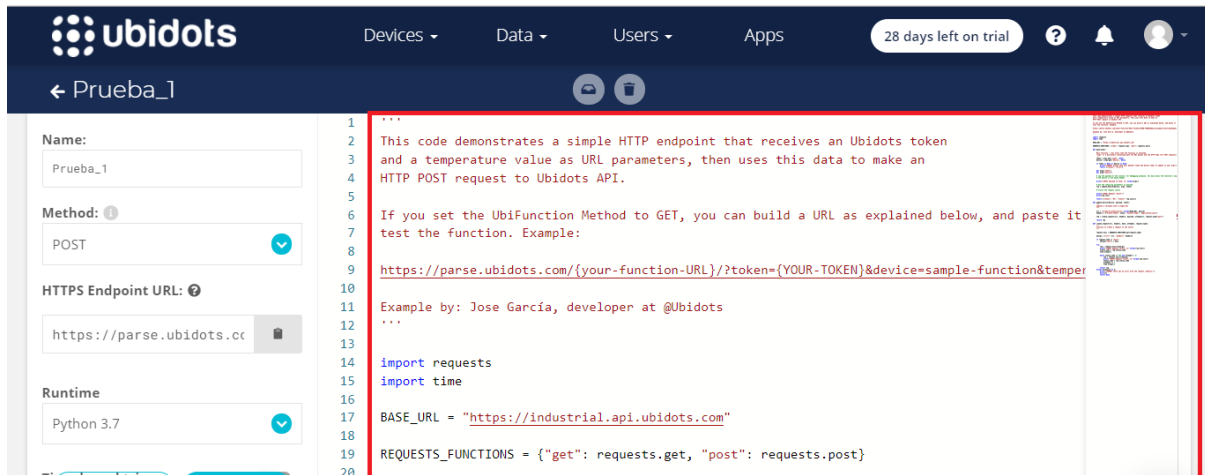 ubidots
Devices
Data
Users
Apps
28 days left on trial
← Prueba_1
Name:
Prueba_1
Method:
POST
HTTPS Endpoint URL:
https://parse.ubidots.cc
Runtime
Python 3.7
1 '''
2 This code demonstrates a simple HTTP endpoint that receives an Ubidots token
3 and a temperature value as URL parameters, then uses this data to make an
4 HTTP POST request to Ubidots API.
5
6 If you set the UbiFunction Method to GET, you can build a URL as explained below, and paste it
7 test the function. Example:
8
9 https://parse.ubidots.com/{your-function-URL}/?token={YOUR-TOKEN}&device=sample-function&temper
10
11 Example by: Jose García, developer at @Ubidots
12 '''
13
14 import requests
15 import time
16
17 BASE_URL = "https://industrial.api.ubidots.com"
18
19 REQUESTS_FUNCTIONS = {"get": requests.get, "post": requests.post}
20